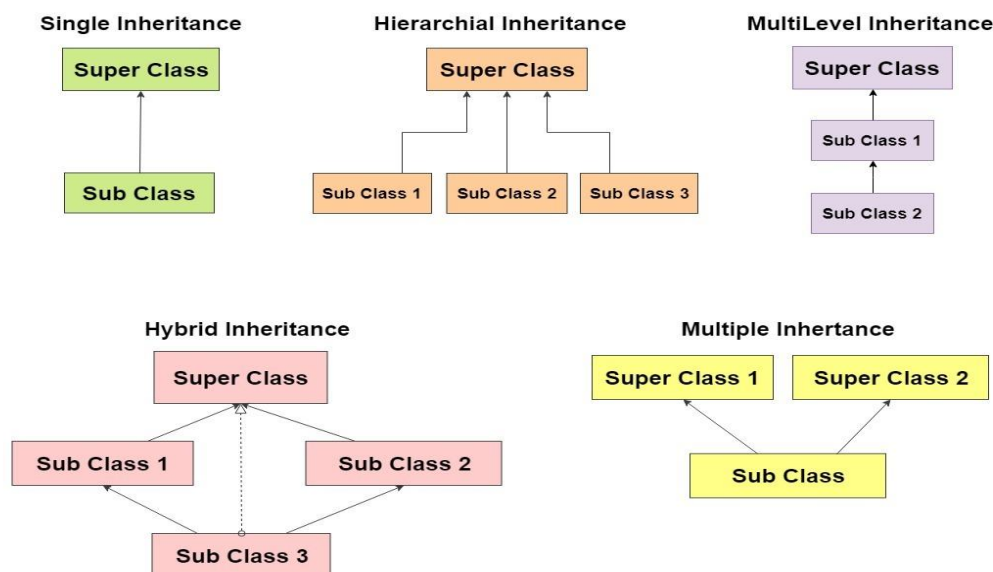 Single Inheritance
Super Class
Sub Class
Hierarchial Inheritance
Super Class
Sub Class 1
Sub Class 2
Sub Class 3
MultiLevel Inheritance
Super Class
Sub Class 1
Sub Class 2
Hybrid Inheritance
Super Class
Sub Class 1
Sub Class 2
Sub Class 3
Multiple Inhertance
Super Class 1
Super Class 2
Sub Class